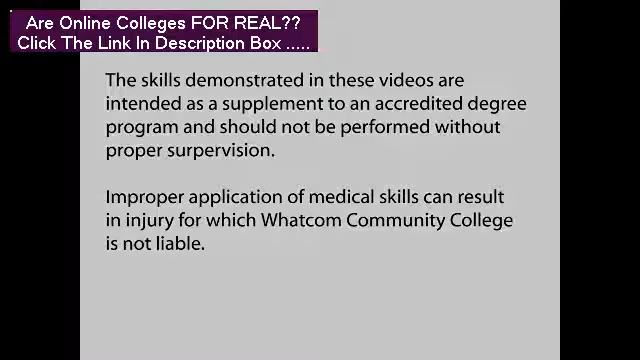 Are Online Colleges FOR REAL??
Click The Link In Description Box .....
The skills demonstrated in these videos are
intended as a supplement to an accredited degree
program and should not be performed without
proper surpervision.
Improper application of medical skills can result
in injury for which Whatcom Community College
is not liable.